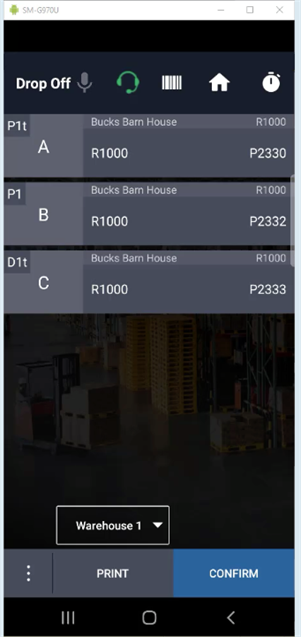 SM-G970U
Drop Off
P1t
Bucks Barn House R1000
A
R1000 P2330
P1
Bucks Barn House R1000
B
R1000 P2332
D1t
Bucks Barn House R1000
C
R1000 P2333
Warehouse 1
PRINT CONFIRM